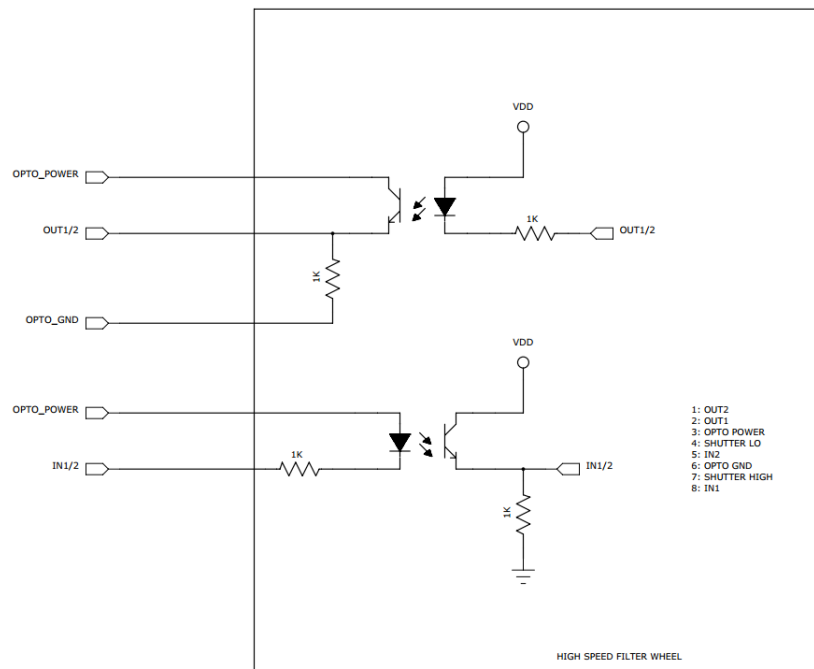 VDD
OPTO_POWER
OUT1/2
1K
OUT1/2
1K
OPTO_GND
VDD
OPTO_POWER
1K
IN1/2
IN1/2
1K
1: OUT2
2: OUT1
3: OPTO POWER
4: SHUTTER LO
5: IN2
6: OPTO GND
7: SHUTTER HIGH
8: IN1
HIGH SPEED FILTER WHEEL